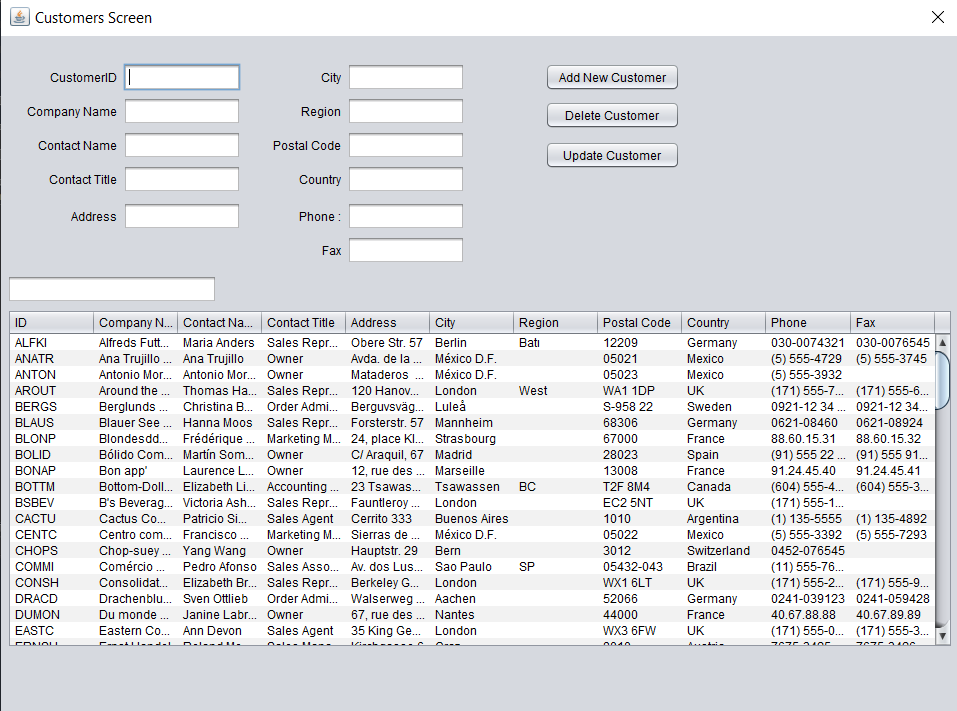 Customers Screen
CustomerID City Add New Customer
Company Name Region Delete Customer
Contact Name Postal Code Update Customer
Contact Title Country
Address Phone :
Fax
ID Company N... Contact Na... Contact Title Address City Region Postal Code Country Phone Fax
ALFKI Alfreds Futt... Maria Anders Sales Repr... Obere Str. 57 Berlin Batı 12209 Germany 030-0074321 030-0076545
ANATR Ana Trujillo ... Ana Trujillo Owner Avda. de la ... México D.F. 05021 Mexico (5) 555-4729 (5) 555-3745
ANTON Antonio Mor... Antonio Mor... Owner Mataderos ... México D.F. 05023 Mexico (5) 555-3932
AROUT Around the ... Thomas Ha... Sales Repr... 120 Hanov... London West WA1 1DP UK (171) 555-7... (171) 555-6...
BERGS Berglunds ... Christina B... Order Admi... Berguvsväg... Luleå S-958 22 Sweden 0921-12 34 ... 0921-12 34...
BLAUS Blauer See ... Hanna Moos Sales Repr... Forsterstr. 57 Mannheim 68306 Germany 0621-08460 0621-08924
BLONP Blondesdd... Frédérique ... Marketing M... 24, place Kl... Strasbourg 67000 France 88.60.15.31 88.60.15.32
BOLID Bólido Com... Martín Som... Owner C/ Araquil, 67 Madrid 28023 Spain (91) 555 22 ... (91) 555 91...
BONAP Bon app' Laurence L... Owner 12, rue des ... Marseille 13008 France 91.24.45.40 91.24.45.41
BOTTM Bottom-Doll... Elizabeth Li... Accounting ... 23 Tsawas... Tsawassen BC T2F 8M4 Canada (604) 555-4... (604) 555-3...
BSBEV B's Beverag... Victoria Ash... Sales Repr... Fauntleroy ... London EC2 5NT UK (171) 555-1...
CACTU Cactus Co... Patricio Si... Sales Agent Cerrito 333 Buenos Aires 1010 Argentina (1) 135-5555 (1) 135-4892
CENTC Centro com... Francisco ... Marketing M... Sierras de ... México D.F. 05022 Mexico (5) 555-3392 (5) 555-7293
CHOPS Chop-suey ... Yang Wang Owner Hauptstr. 29 Bern 3012 Switzerland 0452-076545
COMMI Comércio ... Pedro Afonso Sales Asso... Av. dos Lus... Sao Paulo SP 05432-043 Brazil (11) 555-76...
CONSH Consolidat... Elizabeth Br... Sales Repr... Berkeley G... London WX1 6LT UK (171) 555-2... (171) 555-9...
DRACD Drachenblu... Sven Ottlieb Order Admi... Walserweg ... Aachen 52066 Germany 0241-039123 0241-059428
DUMON Du monde ... Janine Labr... Owner 67, rue des... Nantes 44000 France 40.67.88.88 40.67.89.89
EASTC Eastern Co... Ann Devon Sales Agent 35 King Ge... London WX3 6FW UK (171) 555-0... (171) 555-3...